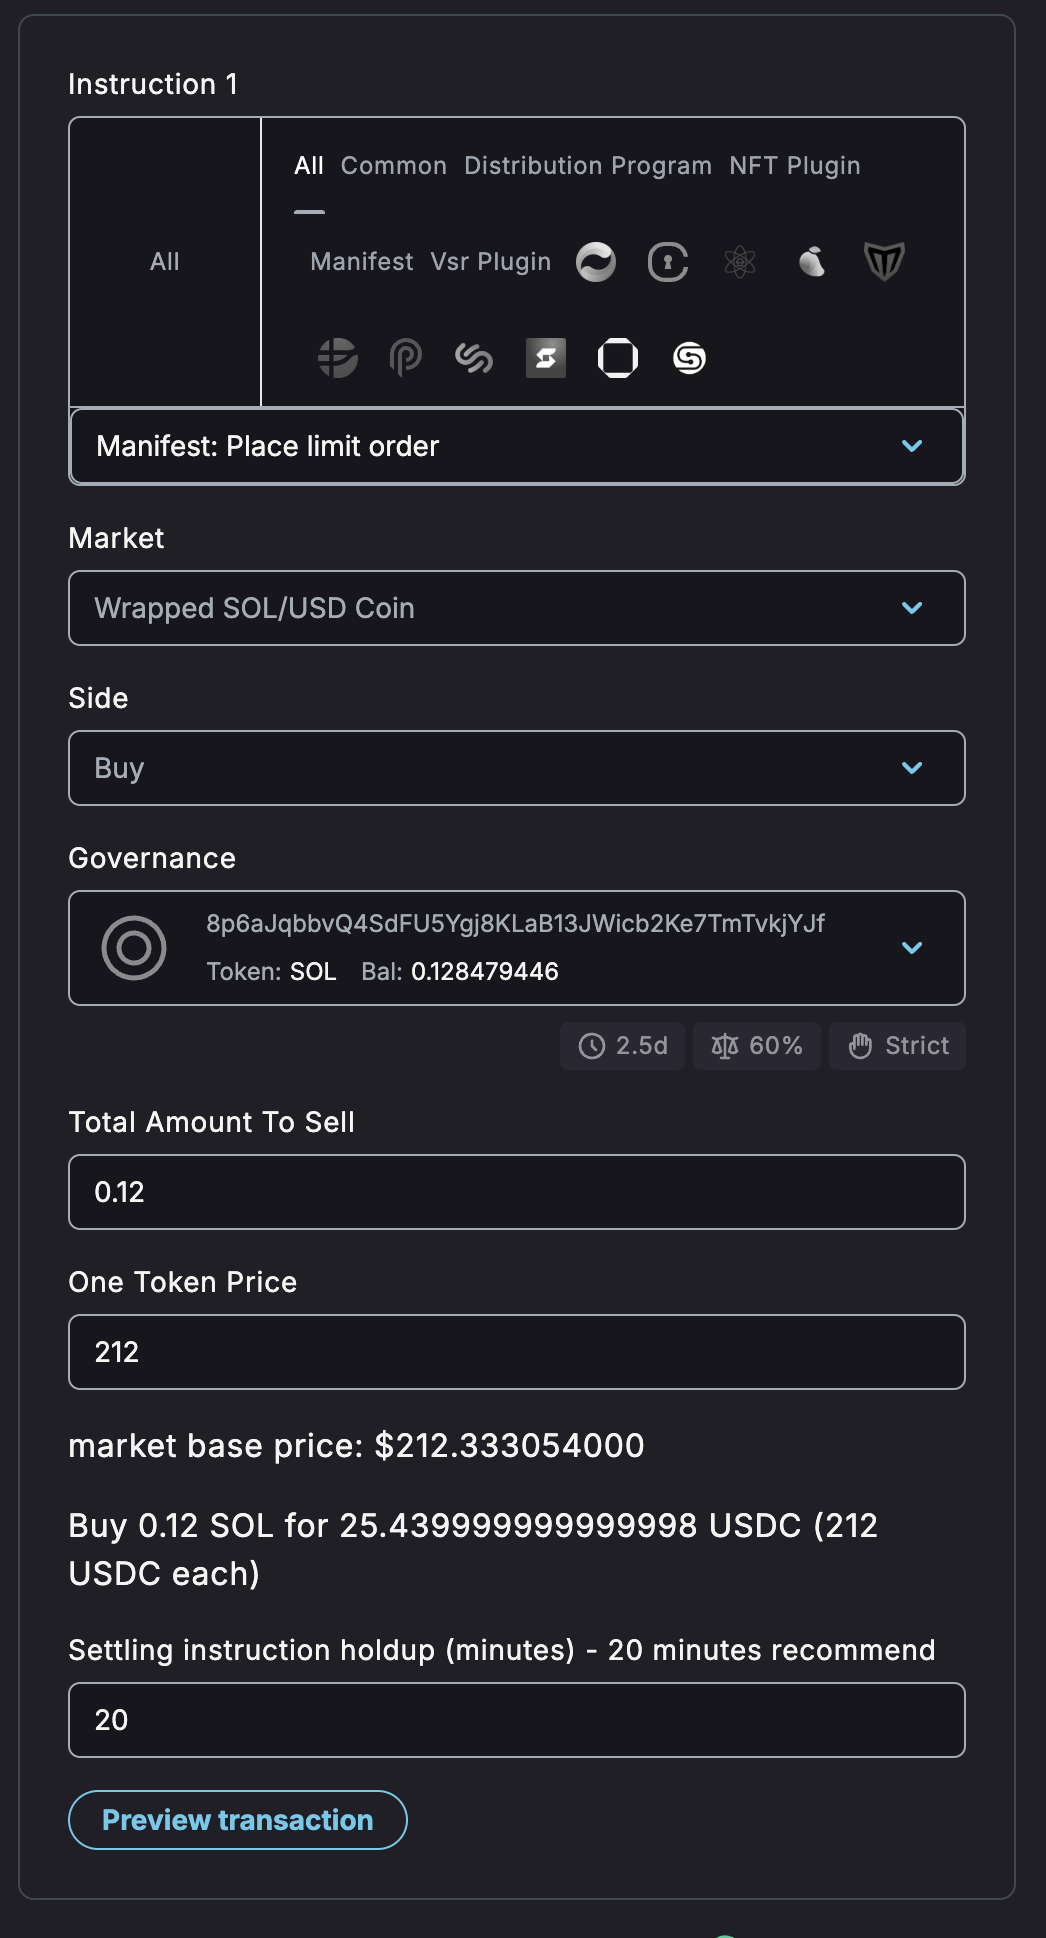 Instruction 1
All
All Common Distribution Program NFT Plugin
Manifest Vsr Plugin
Manifest: Place limit order
Market
Wrapped SOL/USD Coin
Side
Buy
Governance
8p6aJqbbvQ4SdFU5Ygj8KLaB13JWicb2Ke7TmTvkjYJf
Token: SOL Bal: 0.128479446
2.5d 60% Strict
Total Amount To Sell
0.12
One Token Price
212
market base price: $212.333054000
Buy 0.12 SOL for 25.439999999999998 USDC (212
USDC each)
Settling instruction holdup (minutes) - 20 minutes recommend
20
Preview transaction